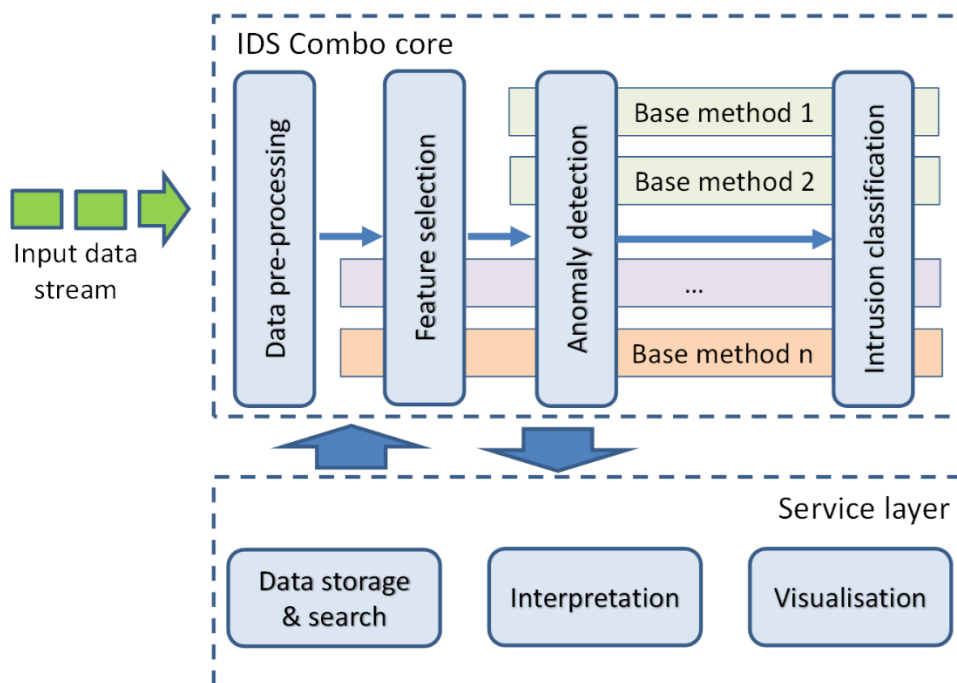 IDS Combo core
Data pre-processing
Feature selection
Anomaly detection
Intrusion classification
Base method 1
Base method 2
...
Base method n
Input data
stream
Service layer
Data storage
& search
Interpretation
Visualisation